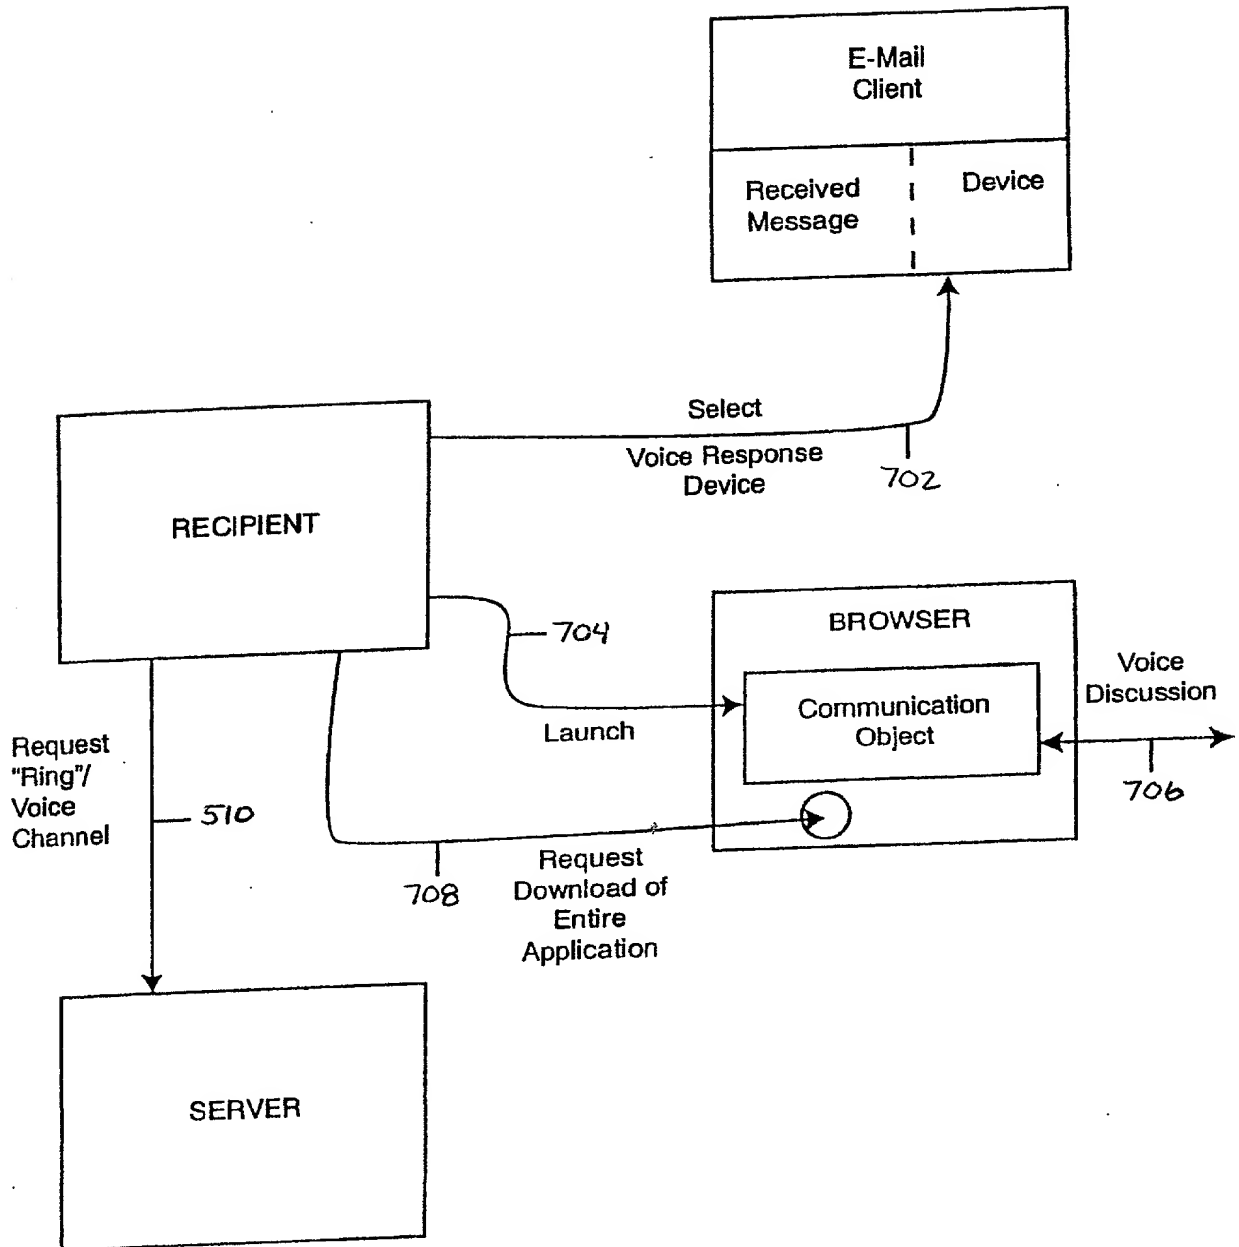 E-Mail
Client
Received
Message
Device
Select
Voice Response
Device
702
RECIPIENT
704
Launch
BROWSER
Communication
Object
Voice
Discussion
706
Request
"Ring"/
Voice
Channel
510
708
Request
Download of
Entire
Application
SERVER